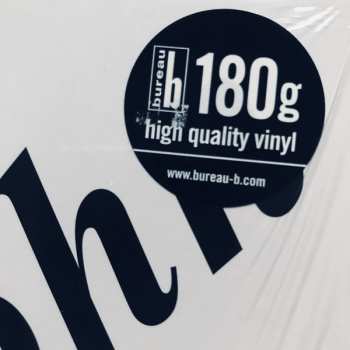 bureau
b 180g
high quality vinyl
www.bureau-b.com
h